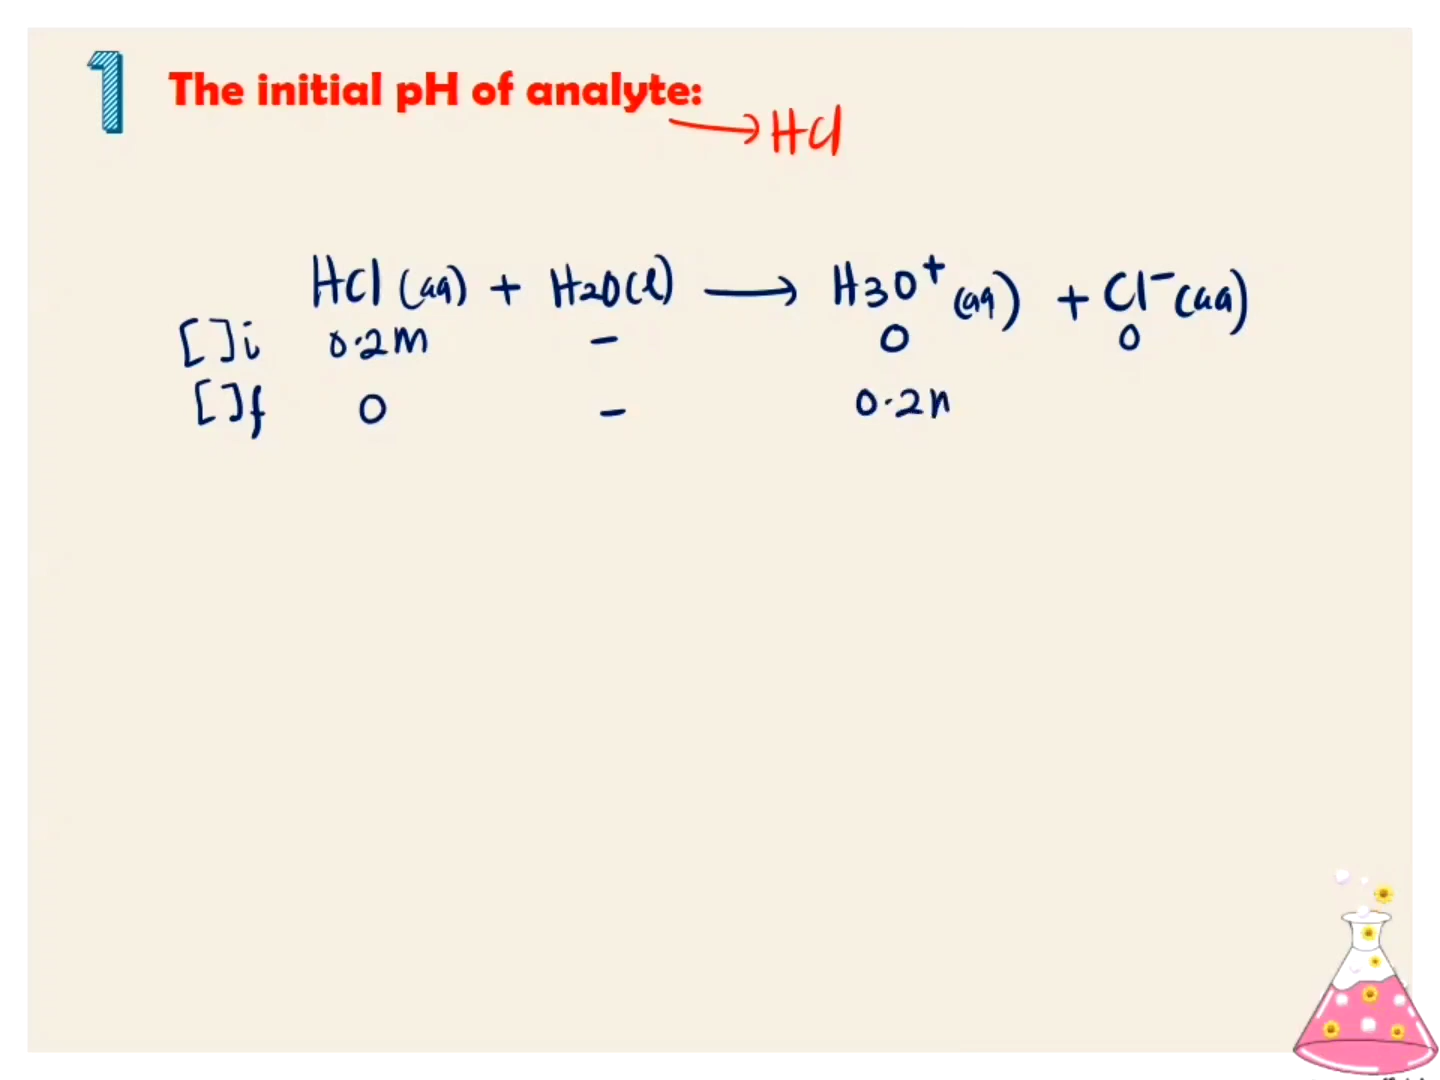 1 The initial pH of analyte:
→ HCl
HCl (aq) + H2O(l) → H3O+ (aq) + Cl- (aq)
[ ]i 0.2M - 0 0
[ ]f 0 - 0.2M